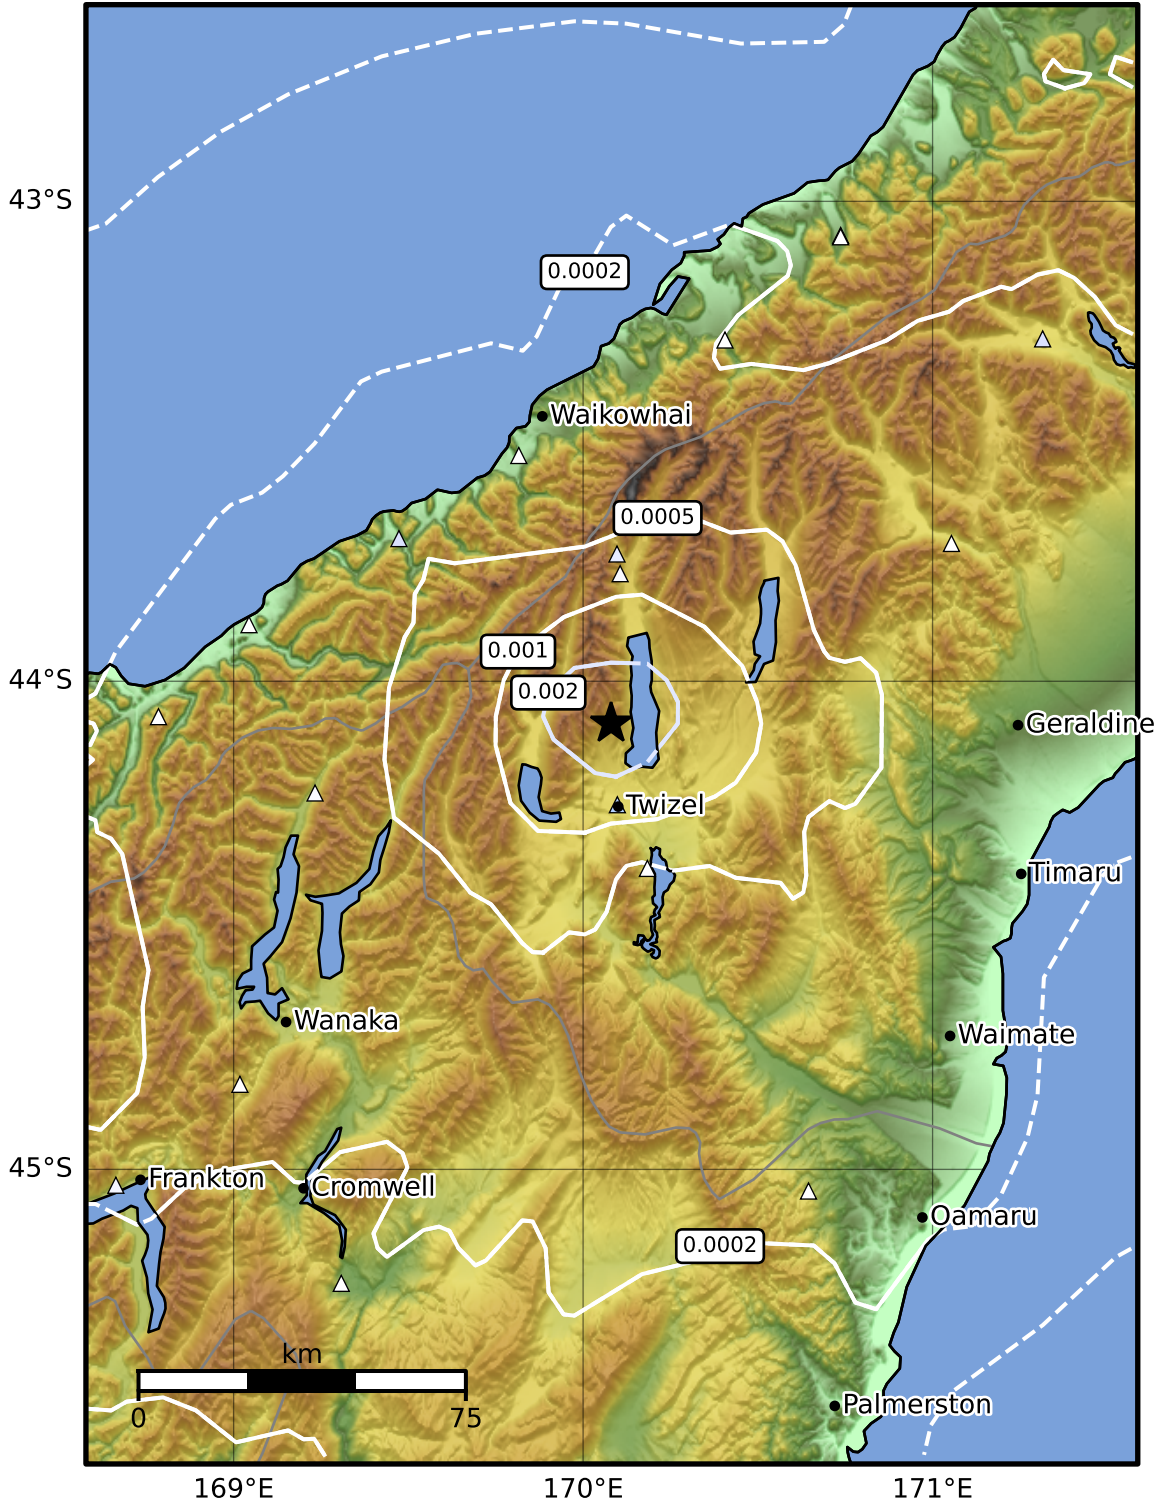 43°S
0.0002
Waikowhai
0.0005
0.001
44°S
0.002
Geraldine
Twizel
Timaru
Wanaka
Waimate
45°S
Frankton
Cromwell
Oamaru
0.0002
km
0
75
Palmerston
169°E
170°E
171°E